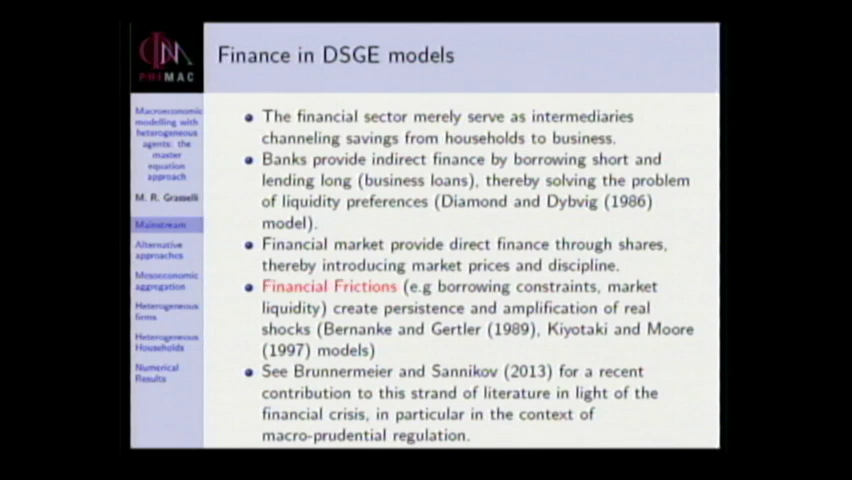 PHIMAC
Finance in DSGE models
Macroeconomic
modelling with
heterogeneous
agents: the
master
equation
approach
M. R. Grasselli
Mainstream
Alternative
approaches
Mesoeconomic
aggregation
Heterogeneous
firms
Heterogeneous
Households
Numerical
Results
The financial sector merely serve as intermediaries
channeling savings from households to business.
Banks provide indirect finance by borrowing short and
lending long (business loans), thereby solving the problem
of liquidity preferences (Diamond and Dybvig (1986)
model).
Financial market provide direct finance through shares,
thereby introducing market prices and discipline.
Financial Frictions (e.g borrowing constraints, market
liquidity) create persistence and amplification of real
shocks (Bernanke and Gertler (1989), Kiyotaki and Moore
(1997) models)
See Brunnermeier and Sannikov (2013) for a recent
contribution to this strand of literature in light of the
financial crisis, in particular in the context of
macro-prudential regulation.